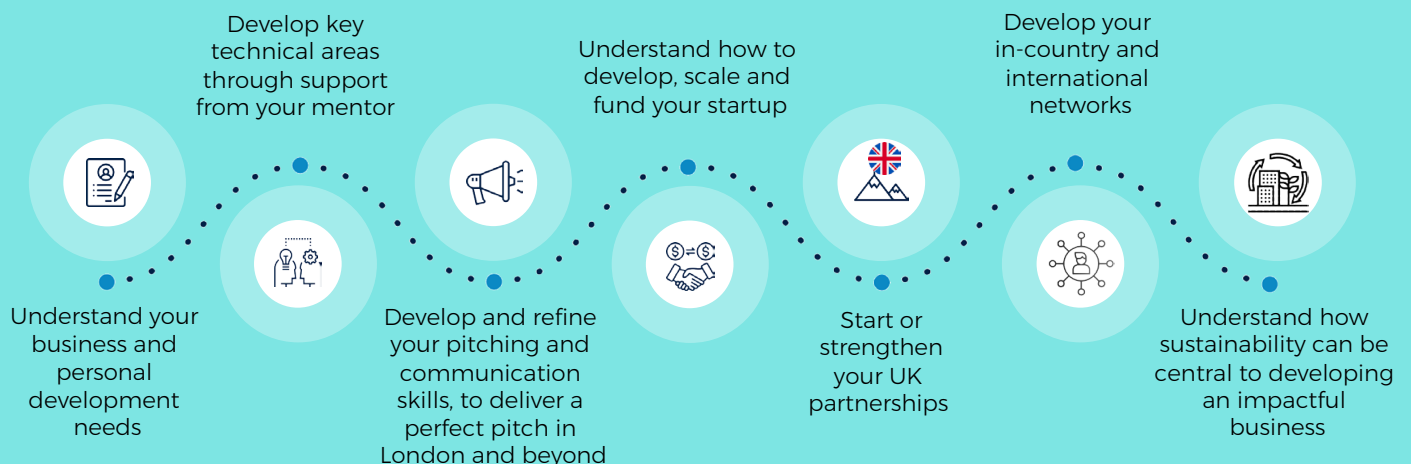 Understand your
business and
personal
development
needs
Develop key
technical areas
through support
from your mentor
Develop and refine
your pitching and
communication
skills, to deliver a
perfect pitch in
London and beyond
Understand how to
develop, scale and
fund your startup
Start or
strengthen
your UK
partnerships
Develop your
in-country and
international
networks
Understand how
sustainability can be
central to developing
an impactful
business